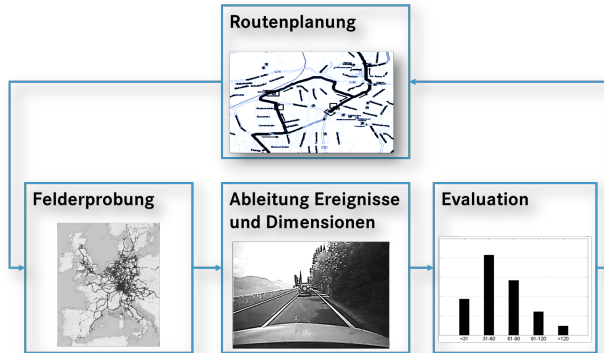 Routenplanung
Felderprobung
Ableitung Ereignisse
und Dimensionen
Evaluation
<31
31-60
61-90
91-120
>120